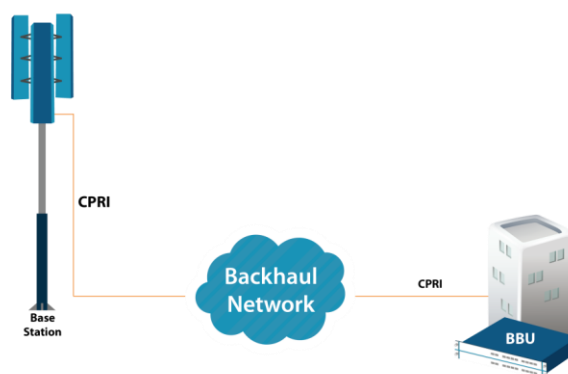 CPRI
Base
Station
Backhaul
Network
CPRI
BBU